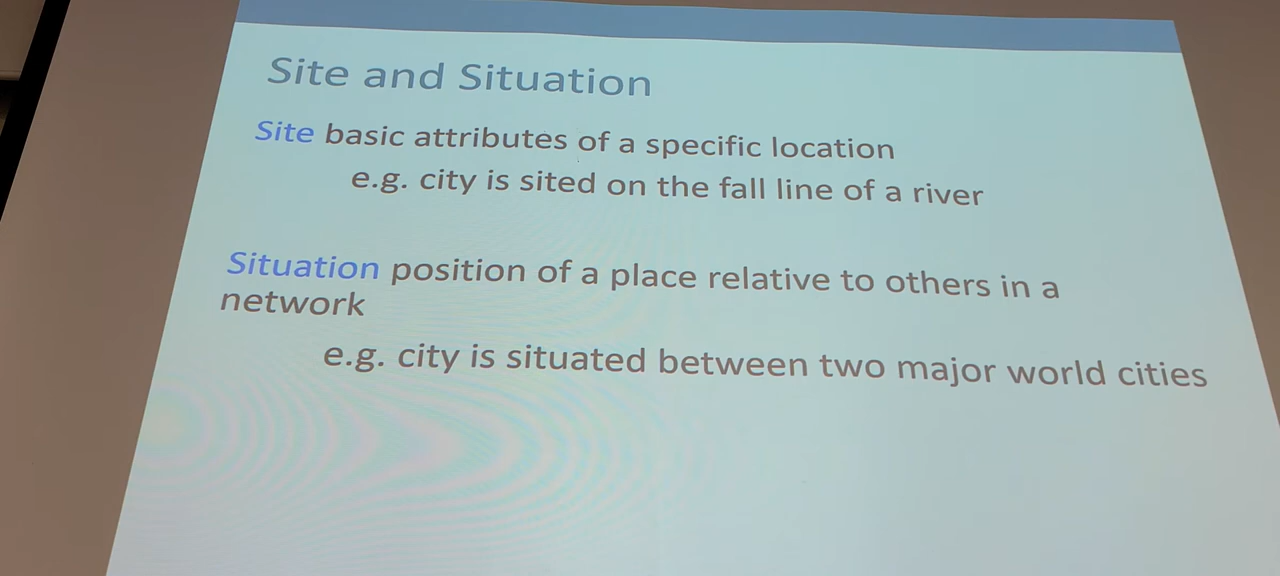 Site and Situation
Site basic attributes of a specific location
e.g. city is sited on the fall line of a river
Situation position of a place relative to others in a
network
e.g. city is situated between two major world cities